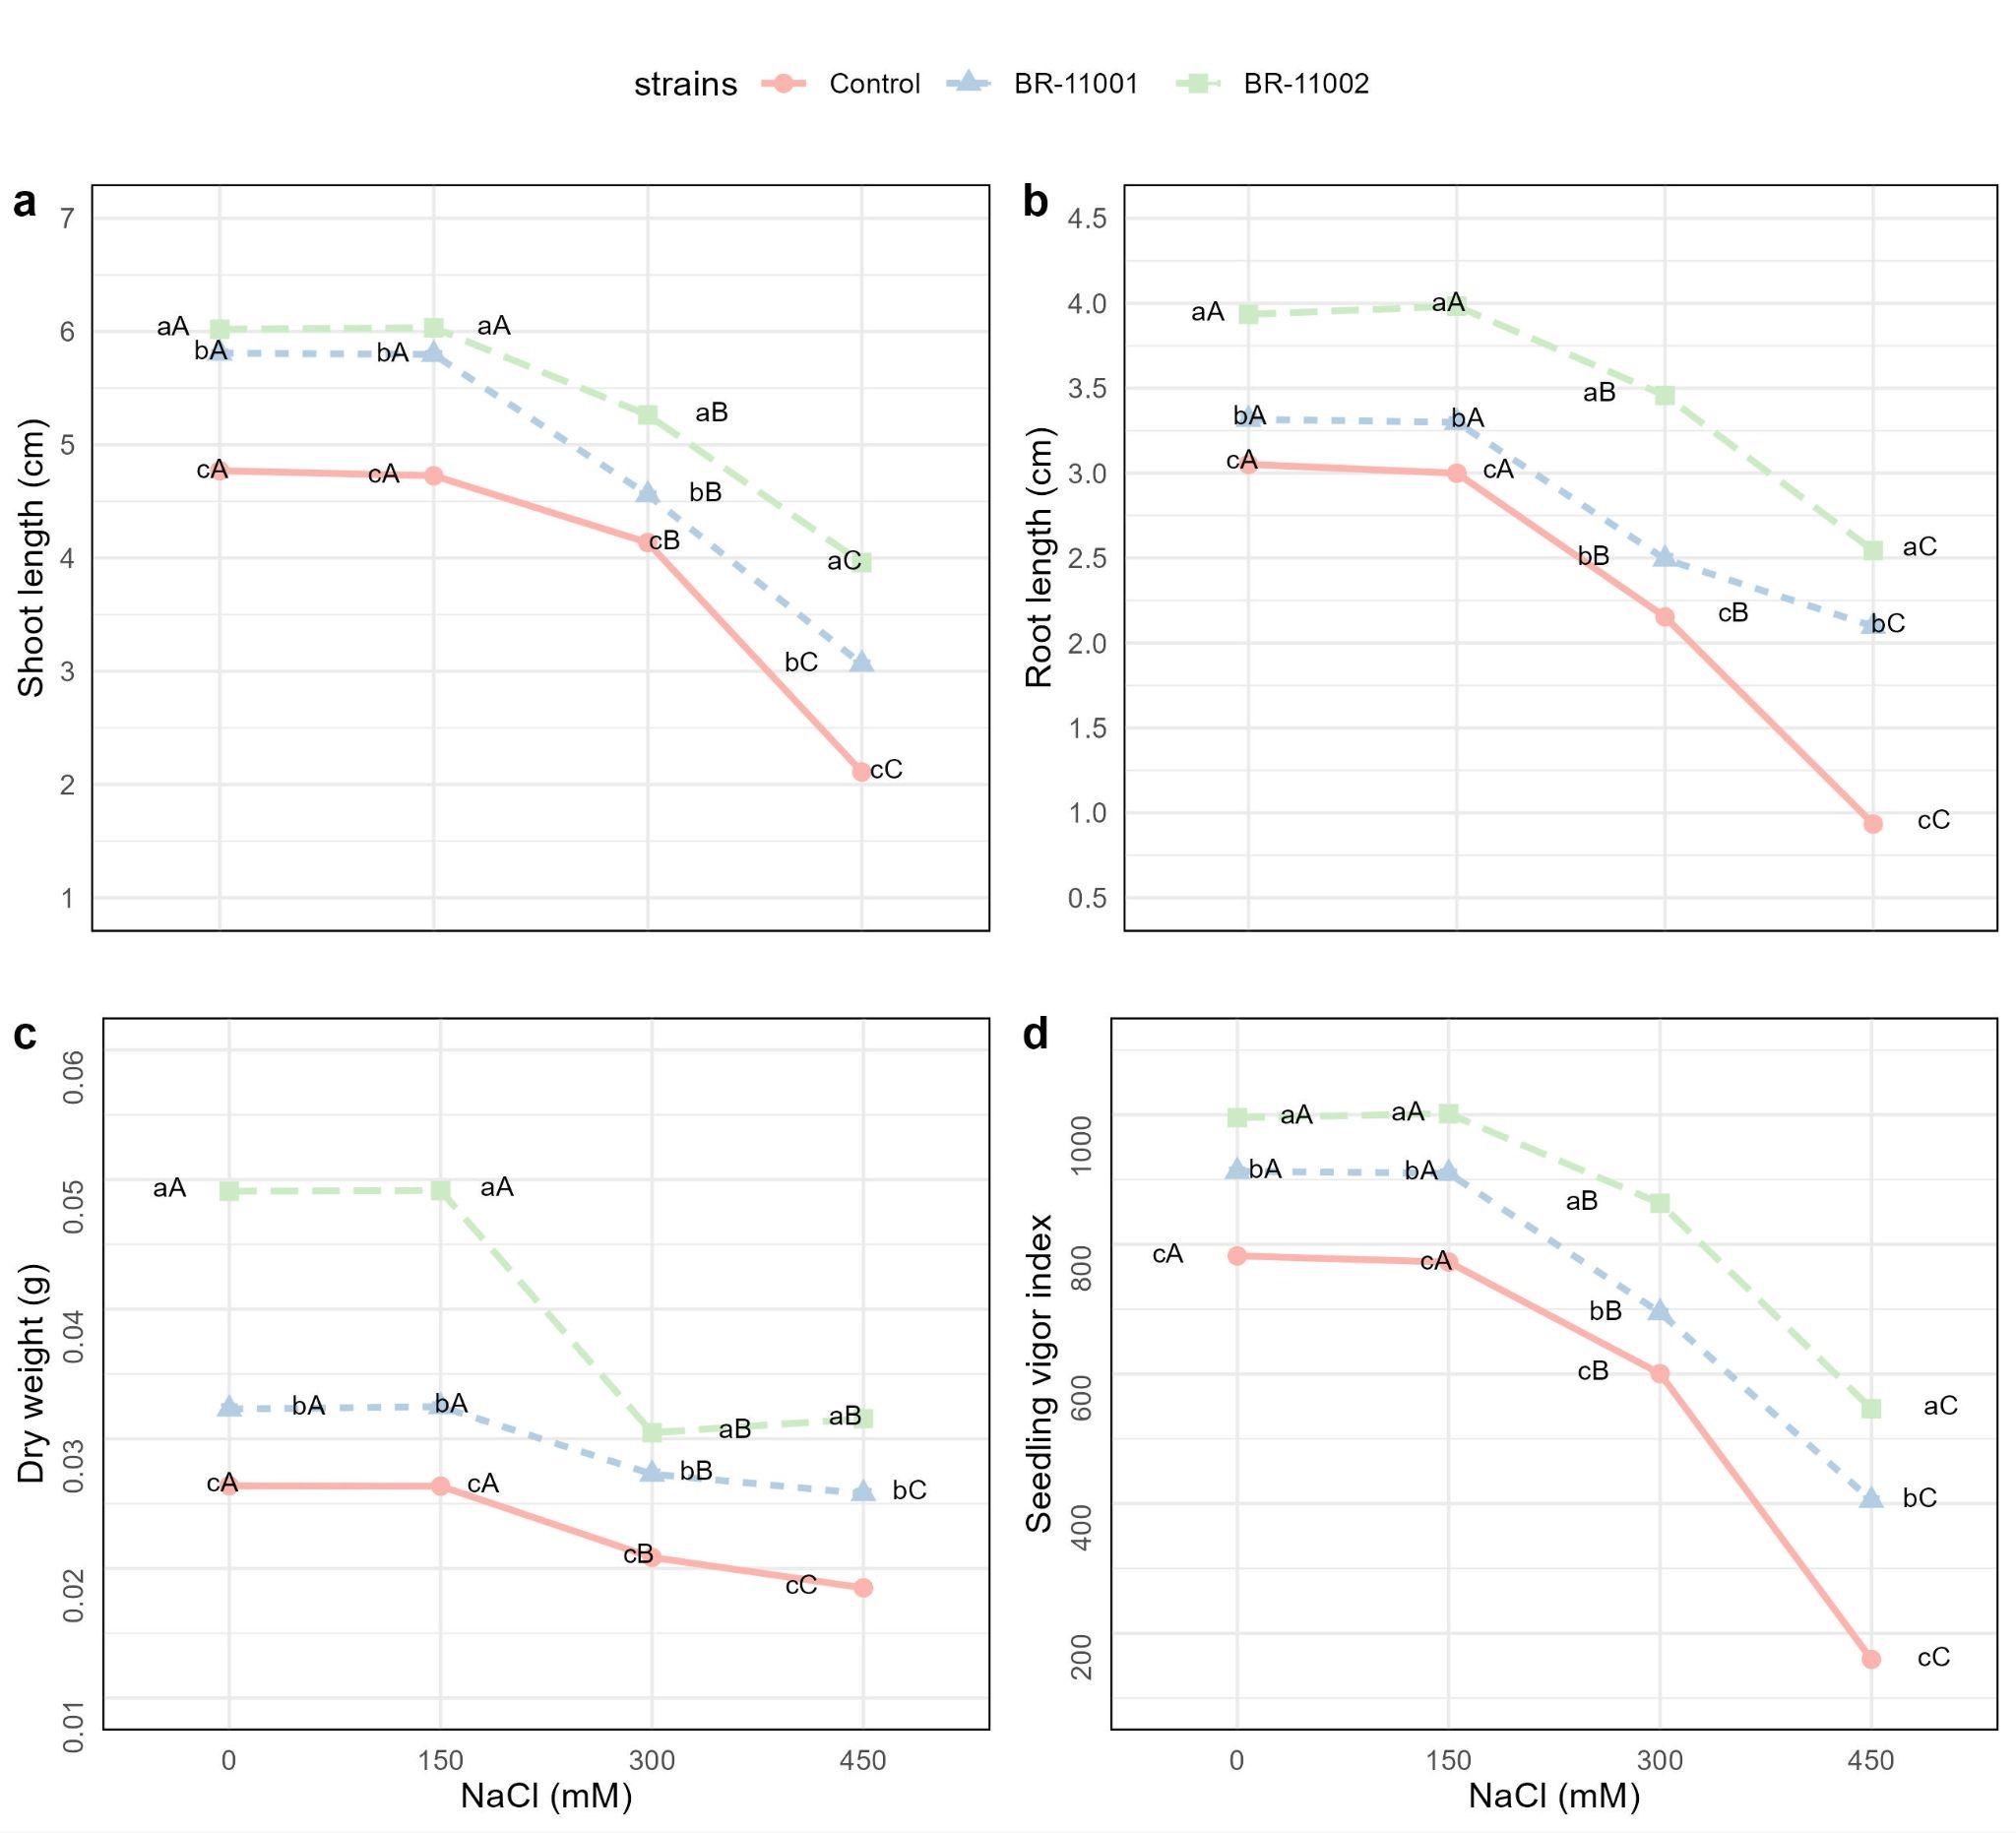 strains Control BR-11001 BR-11002
a
Shoot length (cm)
7
6
5
4
3
2
1
aA aA
bA bA
aB
cA cA
bB
cB
aC
bC
cC
b
Root length (cm)
4.5
4.0
3.5
3.0
2.5
2.0
1.5
1.0
0.5
aA aA
aB
bA bA
cA cA
bB aC
cB bC
cC
c
Dry weight (g)
0.06
0.05
0.04
0.03
0.02
0.01
aA aA
bA bA aB aB
cA cA bB bC
cB
cC
0 150 300 450
NaCl (mM)
d
Seedling vigor index
1000
800
600
400
200
aA aA
bA bA
aB
cA cA
bB
cB
aC
bC
cC
0 150 300 450
NaCl (mM)